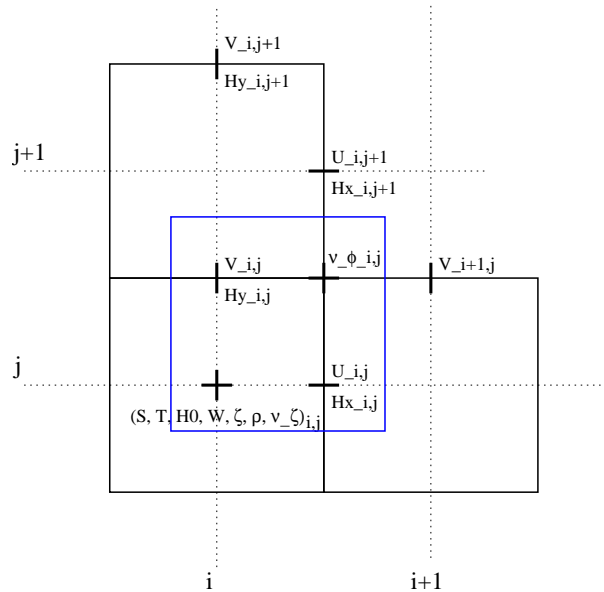 V_i,j+1
Hy_i,j+1
j+1
U_i,j+1
Hx_i,j+1
V_i,j
ν_ϕ_i,j
V_i+1,j
Hy_i,j
j
U_i,j
Hx_i,j
(S, T, H0, W, ζ, ρ, ν_ζ)i,j
i
i+1